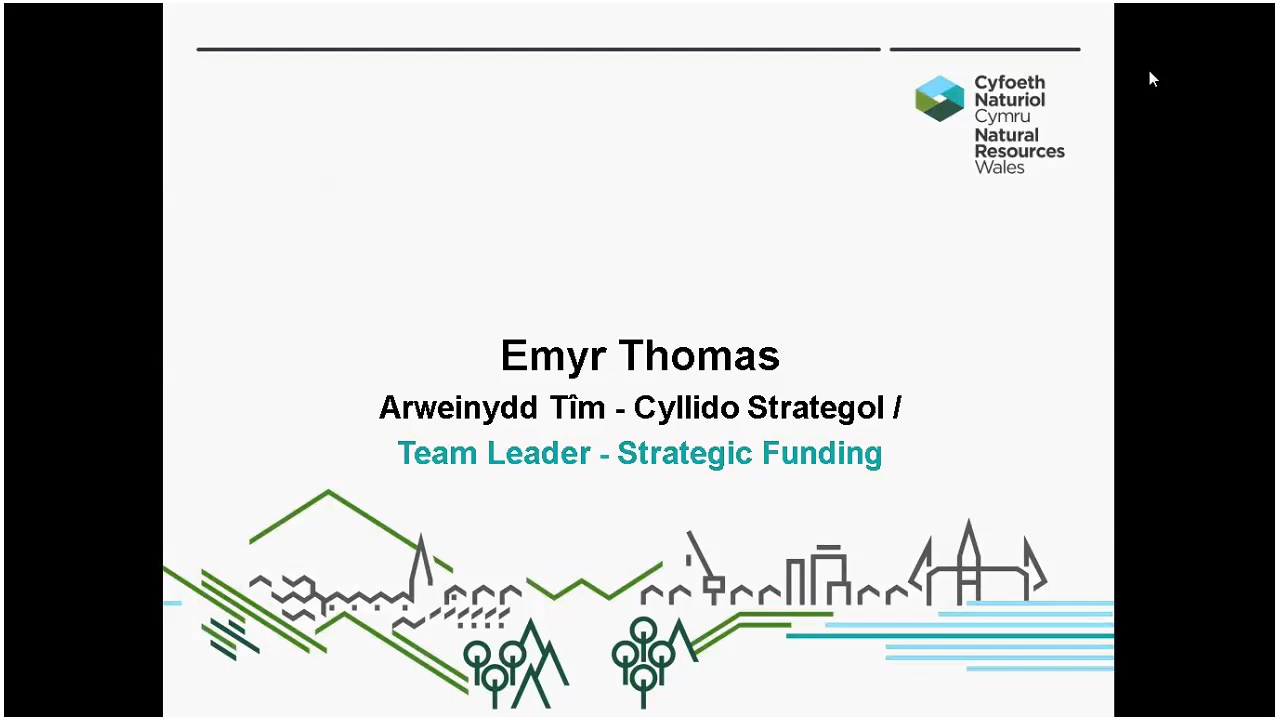 Cyfoeth
Naturiol
Cymru
Natural
Resources
Wales
Emyr Thomas
Arweinydd Tîm - Cyllido Strategol /
Team Leader - Strategic Funding